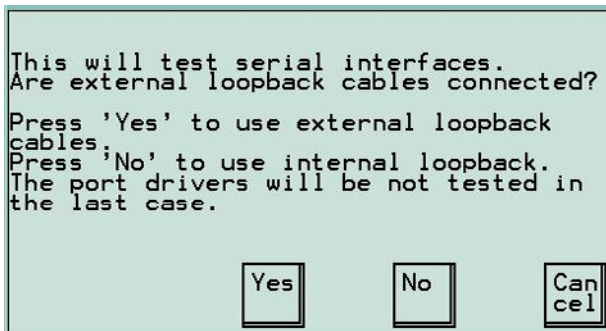 This will test serial interfaces.
Are external loopback cables connected?
Press 'Yes' to use external loopback
cables.
Press 'No' to use internal loopback.
The port drivers will be not tested in
the last case.
Yes No Can
cel